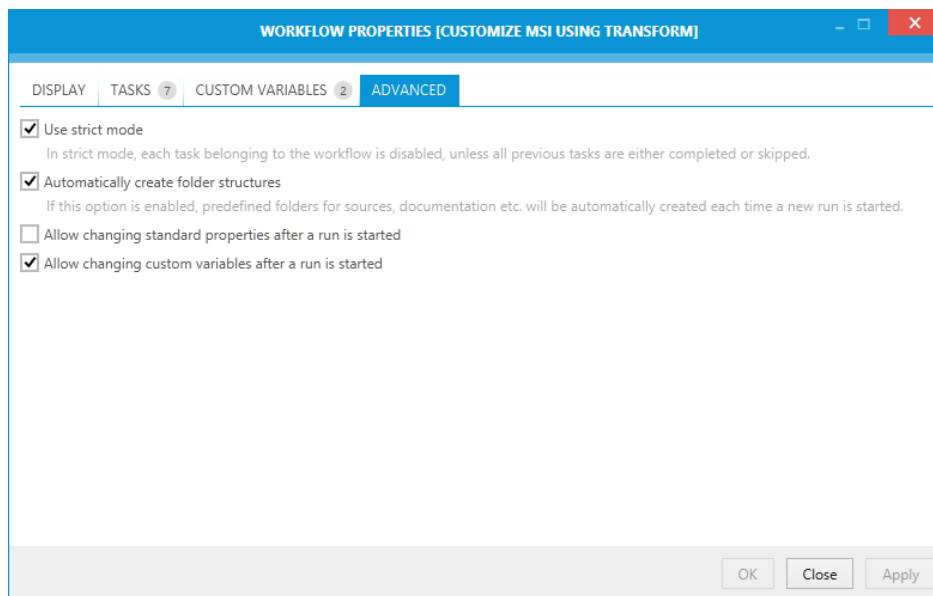 WORKFLOW PROPERTIES [CUSTOMIZE MSI USING TRANSFORM]
DISPLAY TASKS 7 CUSTOM VARIABLES 2 ADVANCED
Use strict mode
In strict mode, each task belonging to the workflow is disabled, unless all previous tasks are either completed or skipped.
Automatically create folder structures
If this option is enabled, predefined folders for sources, documentation etc. will be automatically created each time a new run is started.
Allow changing standard properties after a run is started
Allow changing custom variables after a run is started
OK Close Apply